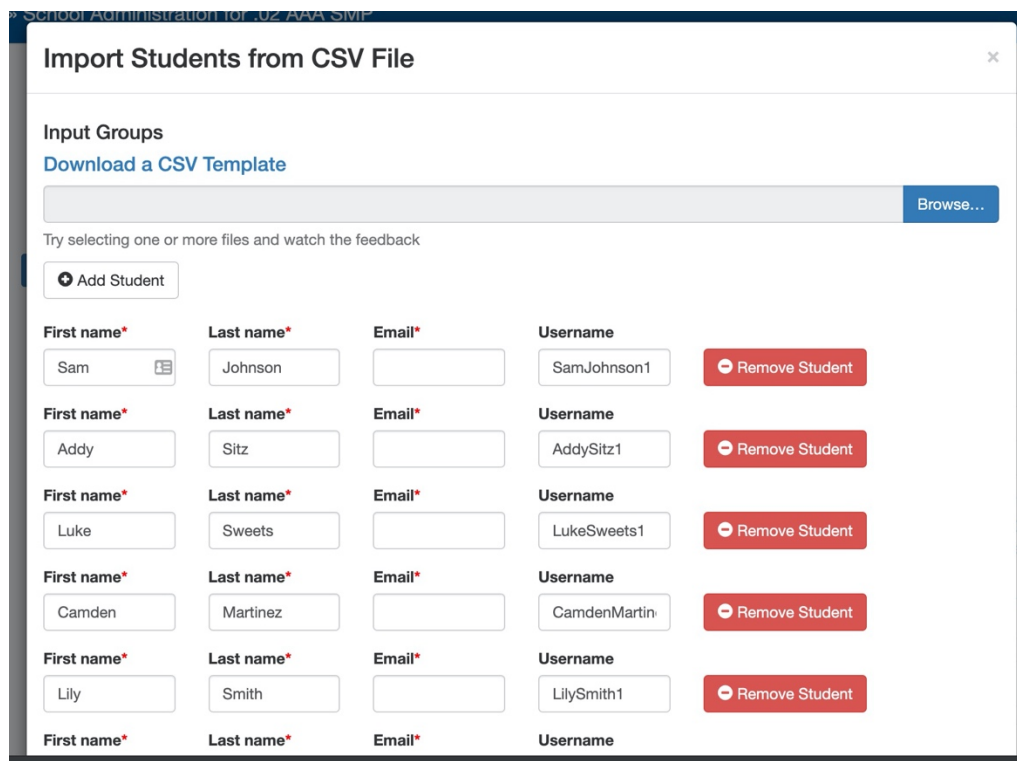 » School Administration for .02 AAA SMP
Import Students from CSV File ×
Input Groups
Download a CSV Template
Browse...
Try selecting one or more files and watch the feedback
Add Student
First name* Last name* Email* Username
Sam Johnson SamJohnson1 Remove Student
First name* Last name* Email* Username
Addy Sitz AddySitz1 Remove Student
First name* Last name* Email* Username
Luke Sweets LukeSweets1 Remove Student
First name* Last name* Email* Username
Camden Martinez CamdenMartin Remove Student
First name* Last name* Email* Username
Lily Smith LilySmith1 Remove Student
First name* Last name* Email* Username